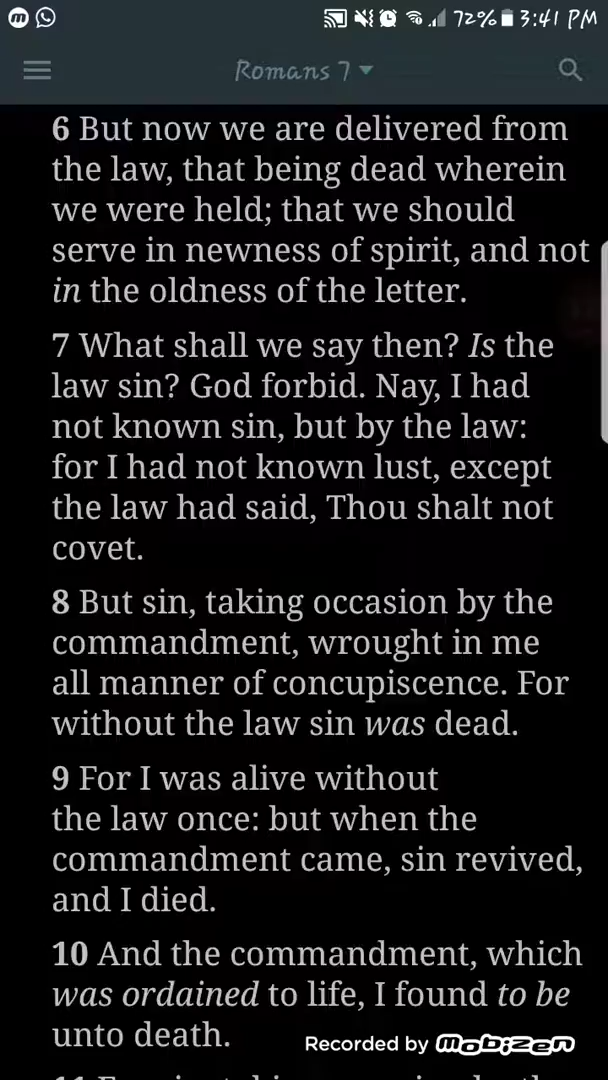 72% 3:41 PM
Romans 7
6 But now we are delivered from
the law, that being dead wherein
we were held; that we should
serve in newness of spirit, and not
in the oldness of the letter.
7 What shall we say then? Is the
law sin? God forbid. Nay, I had
not known sin, but by the law:
for I had not known lust, except
the law had said, Thou shalt not
covet.
8 But sin, taking occasion by the
commandment, wrought in me
all manner of concupiscence. For
without the law sin was dead.
9 For I was alive without
the law once: but when the
commandment came, sin revived,
and I died.
10 And the commandment, which
was ordained to life, I found to be
unto death.
Recorded by mobizen